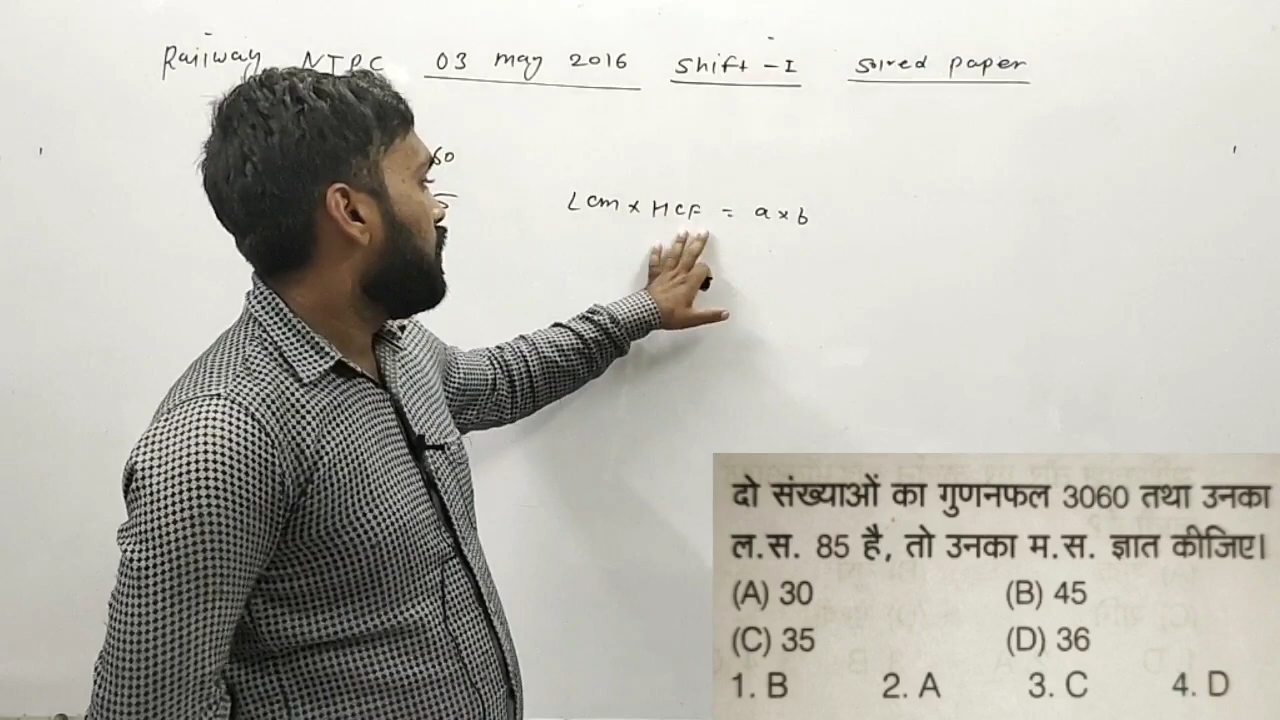 Railway NTPC 03 may 2016 Shift-I Solved paper
60
Lcm x HCF = a x b
दो संख्याओं का गुणनफल 3060 तथा उनका
ल.स. 85 है, तो उनका म.स. ज्ञात कीजिए।
(A) 30 (B) 45
(C) 35 (D) 36
1. B 2. A 3. C 4. D